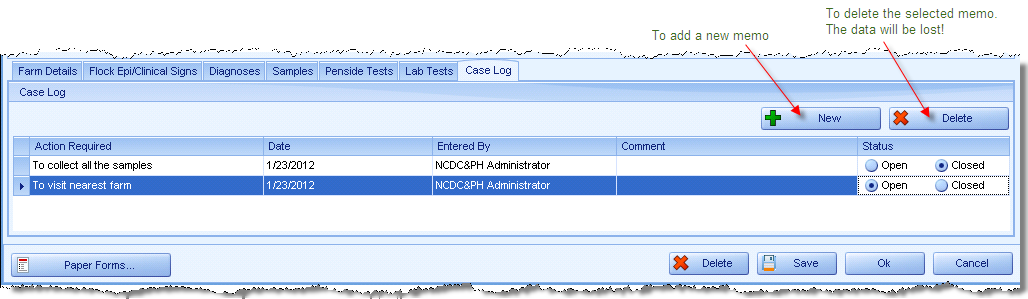 To delete the selected memo.
To add a new memo
The data will be lost!
Farm Details Flock Epi/Clinical Signs Diagnoses Samples Penside Tests Lab Tests Case Log
Case Log
New Delete
Action Required Date Entered By Comment Status
To collect all the samples 1/23/2012 NCDC&PH Administrator Open Closed
To visit nearest farm 1/23/2012 NCDC&PH Administrator Open Closed
Paper Forms... Delete Save Ok Cancel